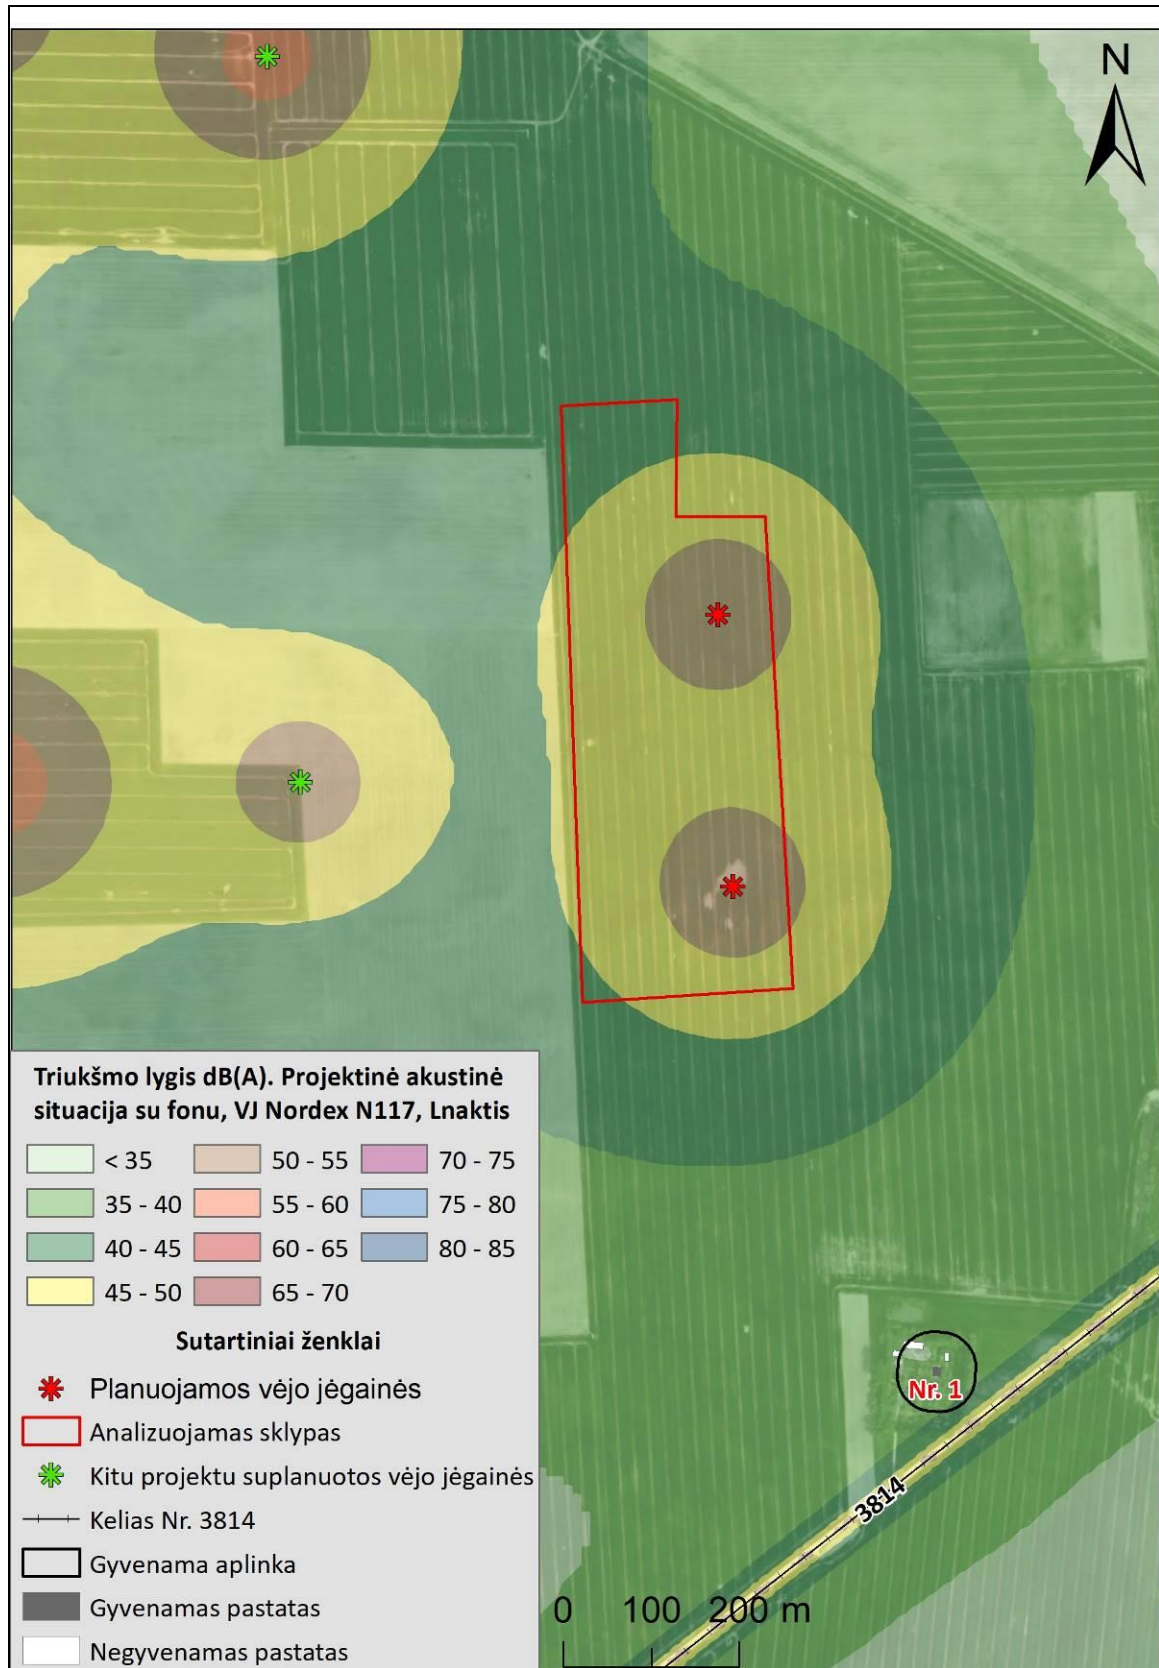 N
Triukšmo lygis dB(A). Projektinė akustinė
situacija su fonu, VJ Nordex N117, Lnaktis
< 35
50 - 55
70 - 75
35 - 40
55 - 60
75 - 80
40 - 45
60 - 65
80 - 85
45 - 50
65 - 70
Sutartiniai ženklai
Planuojamos vėjo jėgainės
Analizuojamas sklypas
Kitu projektu suplanuotos vėjo jėgainės
Kelias Nr. 3814
Gyvenama aplinka
Gyvenamas pastatas
Negyvenamas pastatas
Nr. 1
3814
0 100 200 m